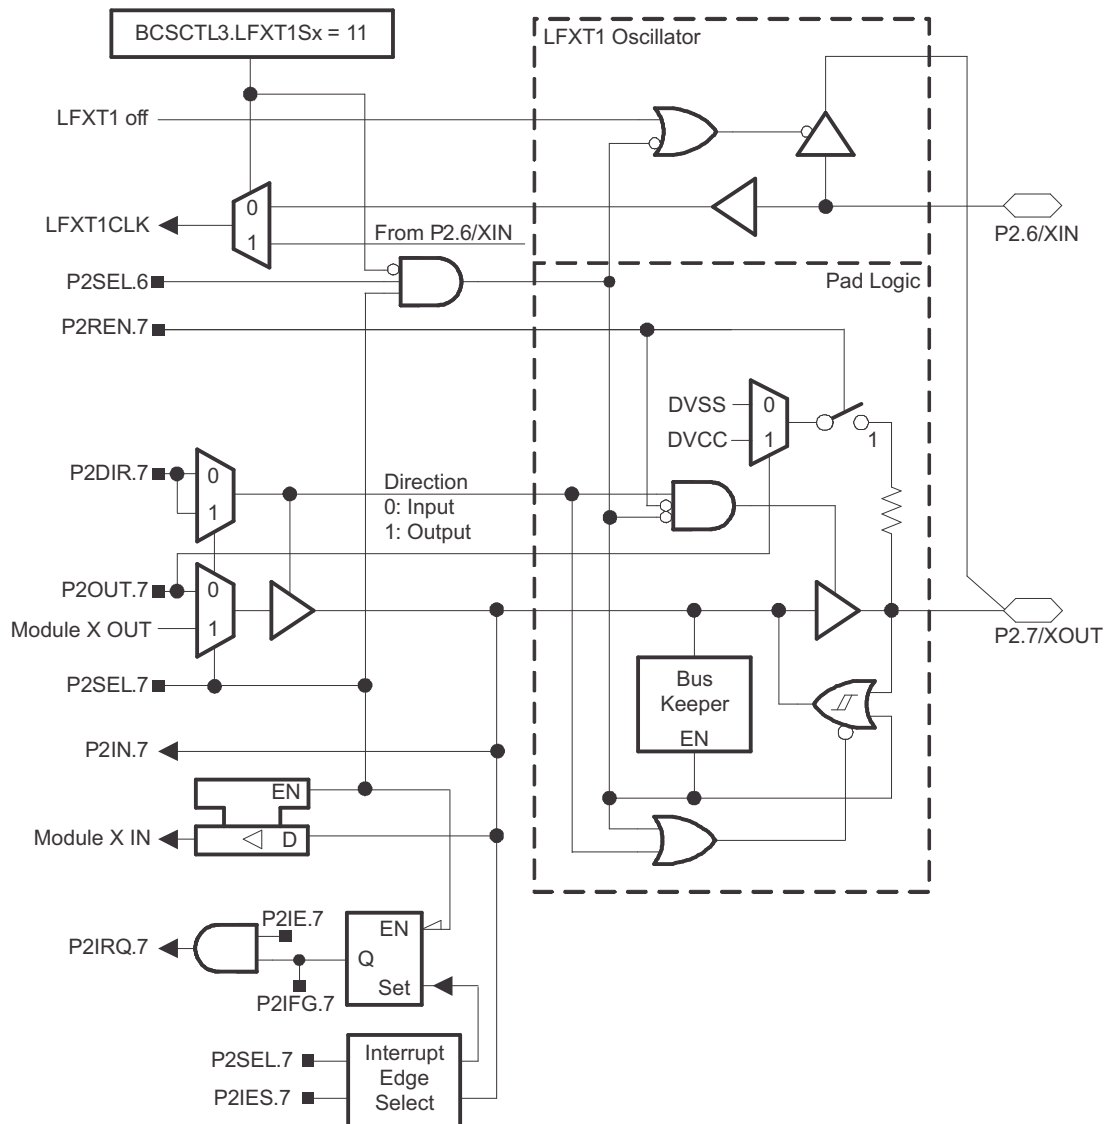 BCSCTL3.LFXT1Sx = 11
LFXT1 Oscillator
LFXT1 off
0
LFXT1CLK
1
From P2.6/XIN
P2.6/XIN
P2SEL.6
Pad Logic
P2REN.7
DVSS
0
DVCC
1
1
P2DIR.7
0
1
Direction
0: Input
1: Output
P2OUT.7
0
Module X OUT
1
P2.7/XOUT
P2SEL.7
Bus
Keeper
EN
P2IN.7
EN
Module X IN
D
P2IE.7
EN
P2IRQ.7
Q
Set
P2IFG.7
P2SEL.7
P2IES.7
Interrupt
Edge
Select